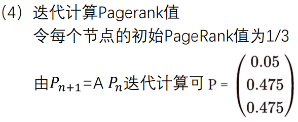 (4) 迭代计算Pagerank值
令每个节点的初始PageRank值为1/3
由P_{n+1}=A P_n迭代计算可 P = (0.05
0.475
0.475)